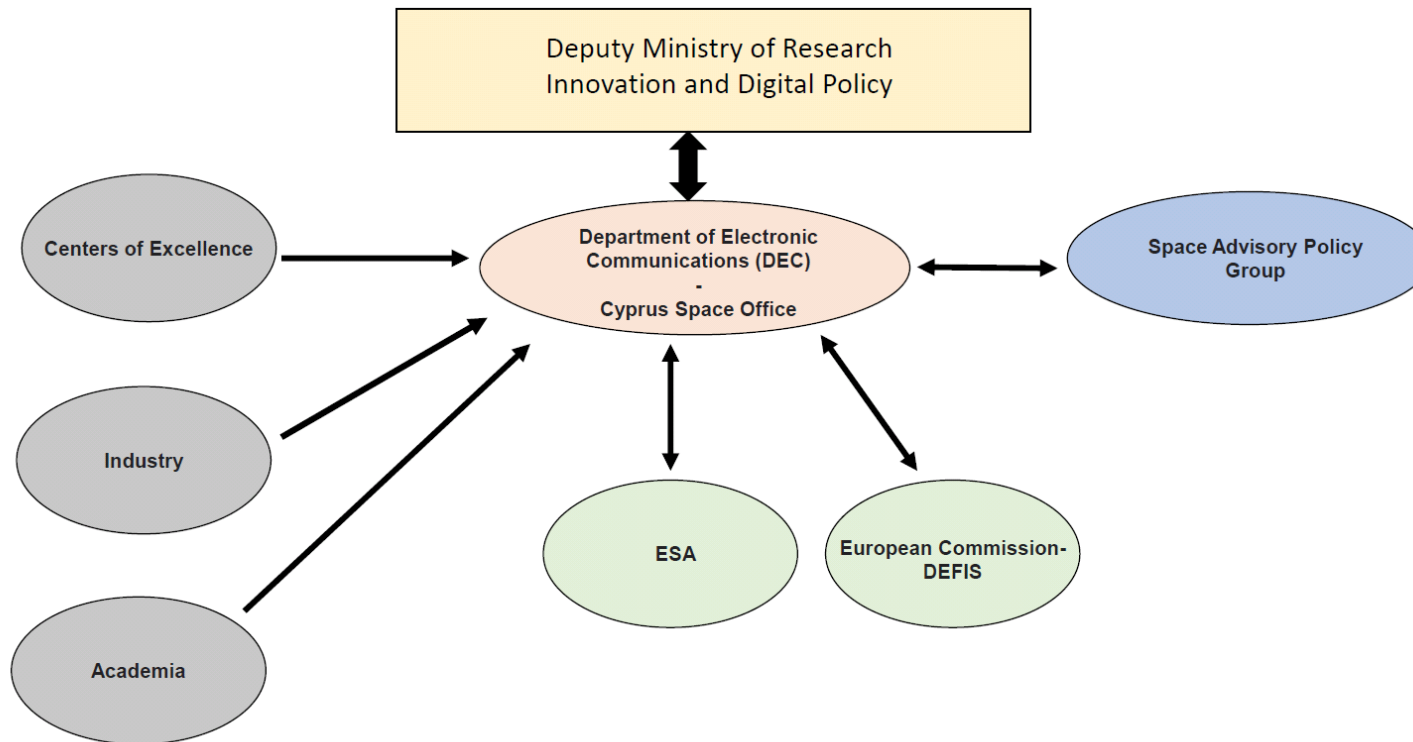 Deputy Ministry of Research
Innovation and Digital Policy
Centers of Excellence
Department of Electronic
Communications (DEC)
-
Cyprus Space Office
Space Advisory Policy
Group
Industry
ESA
European Commission-
DEFIS
Academia